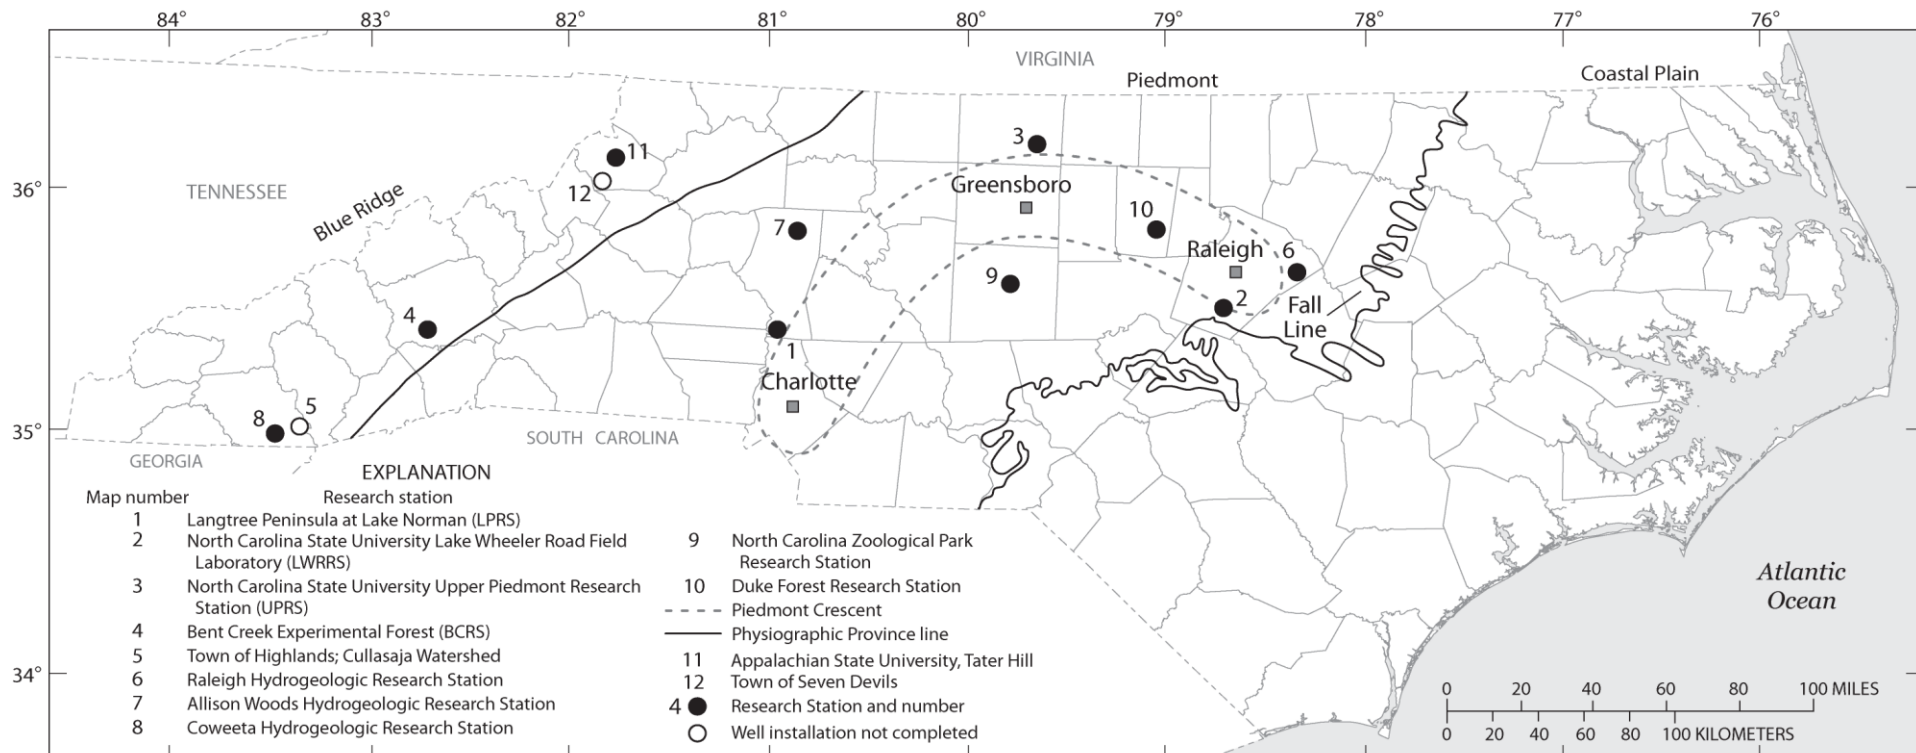 84° 83° 82° 81° 80° 79° 78° 77° 76°
VIRGINIA
Piedmont
Coastal Plain
3
11
36°
TENNESSEE
12
Greensboro
Blue Ridge
10
7
Raleigh
6
9
2
Fall
Line
4
1
Charlotte
5
8
35°
SOUTH CAROLINA
GEORGIA
EXPLANATION
Map number Research station
1 Langtree Peninsula at Lake Norman (LPRS)
2 North Carolina State University Lake Wheeler Road Field
Laboratory (LWRRS)
3 North Carolina State University Upper Piedmont Research
Station (UPRS)
4 Bent Creek Experimental Forest (BCRS)
5 Town of Highlands; Cullasaja Watershed
6 Raleigh Hydrogeologic Research Station
7 Allison Woods Hydrogeologic Research Station
8 Coweeta Hydrogeologic Research Station
9 North Carolina Zoological Park
Research Station
10 Duke Forest Research Station
Piedmont Crescent
Physiographic Province line
11 Appalachian State University, Tater Hill
12 Town of Seven Devils
4 Research Station and number
Well installation not completed
34°
Atlantic
Ocean
0 20 40 60 80 100 MILES
0 20 40 60 80 100 KILOMETERS